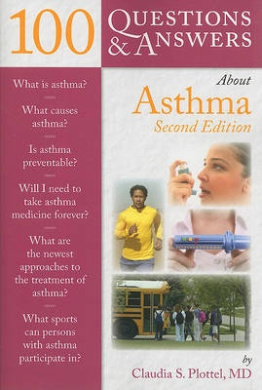 100 QUESTIONS
& ANSWERS
About
Asthma
Second Edition
What is asthma?
What causes
asthma?
Is asthma
preventable?
Will I need to
take asthma
medicine forever?
What are
the newest
approaches to
the treatment of
asthma?
What sports
can persons
with asthma
participate in?
by
Claudia S. Plottel, MD